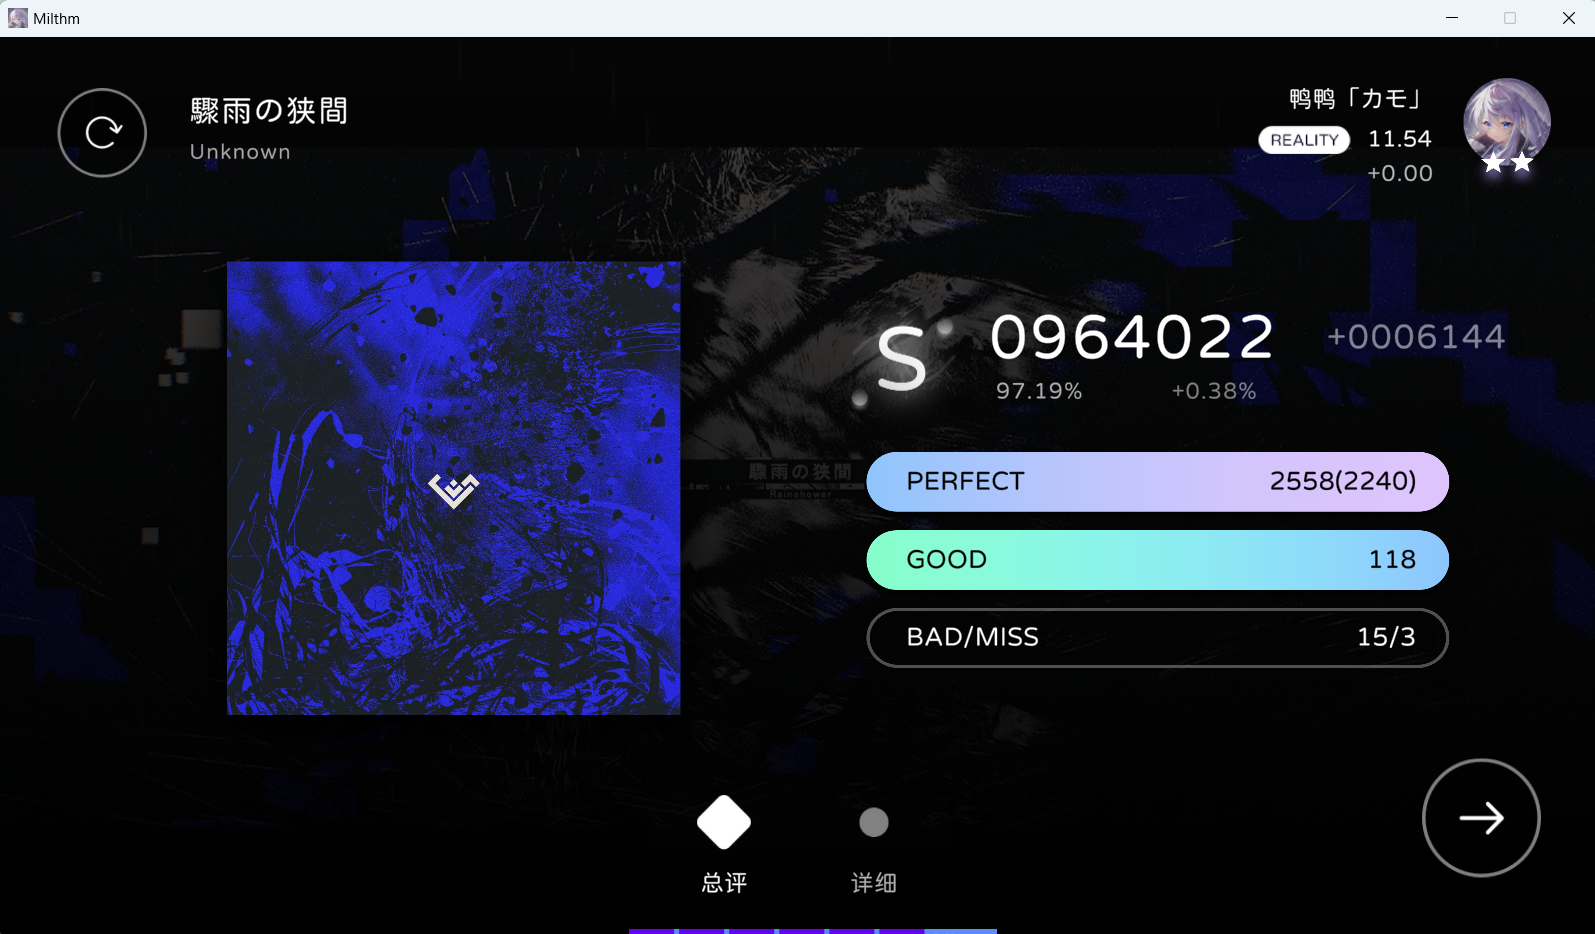 Milthm
驟雨の狭間
Unknown
鸭鸭「カモ」
REALITY 11.54
+0.00
S 0964022 +0006144
97.19% +0.38%
驟雨の狭間
Rainshower
PERFECT 2558(2240)
GOOD 118
BAD/MISS 15/3
总评 详细